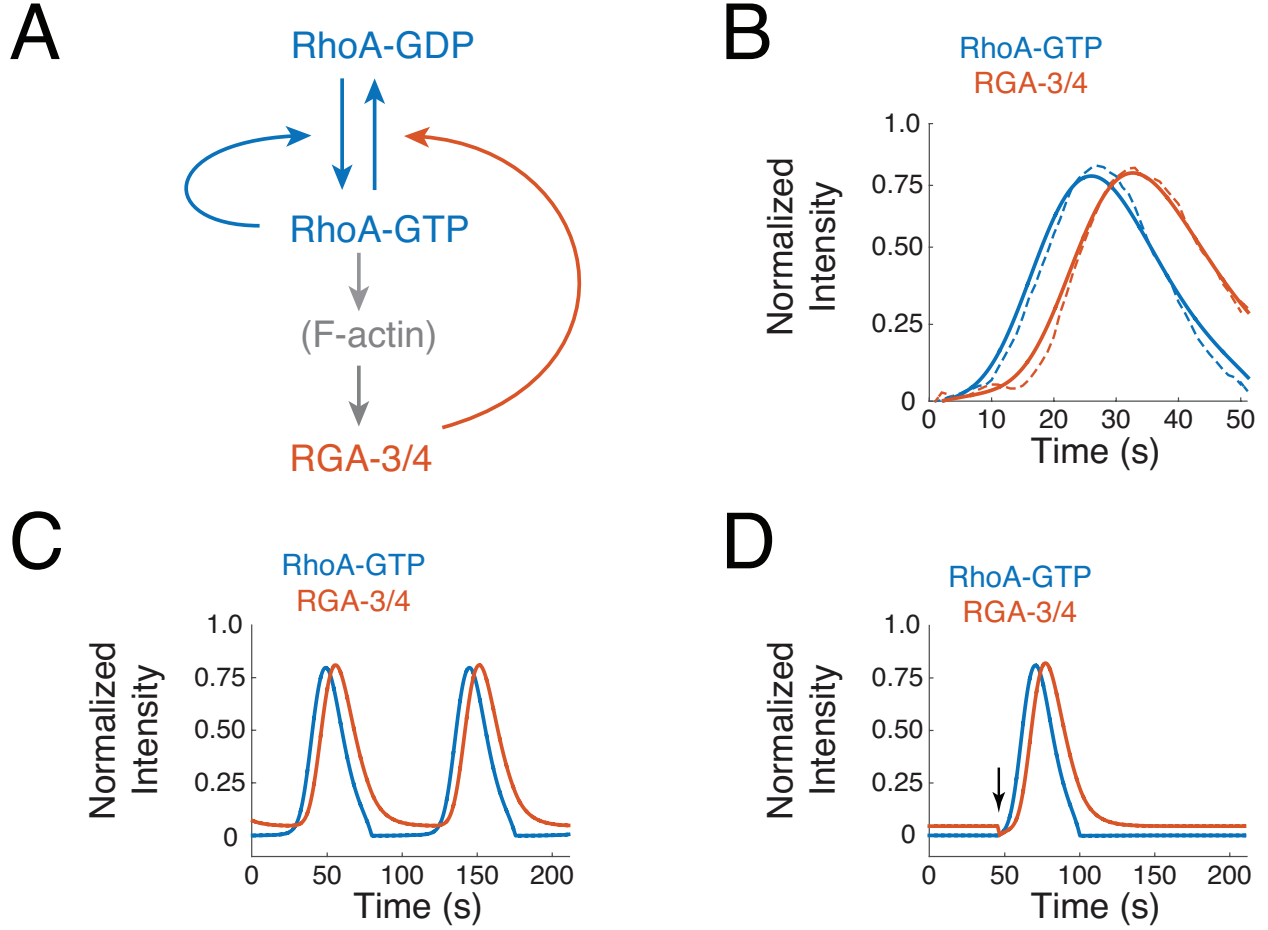 A
RhoA-GDP
RhoA-GTP
(F-actin)
RGA-3/4
B
RhoA-GTP
RGA-3/4
Normalized
Intensity
1.0
0.75
0.50
0.25
0
0 10 20 30 40 50
Time (s)
C
RhoA-GTP
RGA-3/4
Normalized
Intensity
1.0
0.75
0.50
0.25
0
0 50 100 150 200
Time (s)
D
RhoA-GTP
RGA-3/4
Normalized
Intensity
1.0
0.75
0.50
0.25
0
0 50 100 150 200
Time (s)